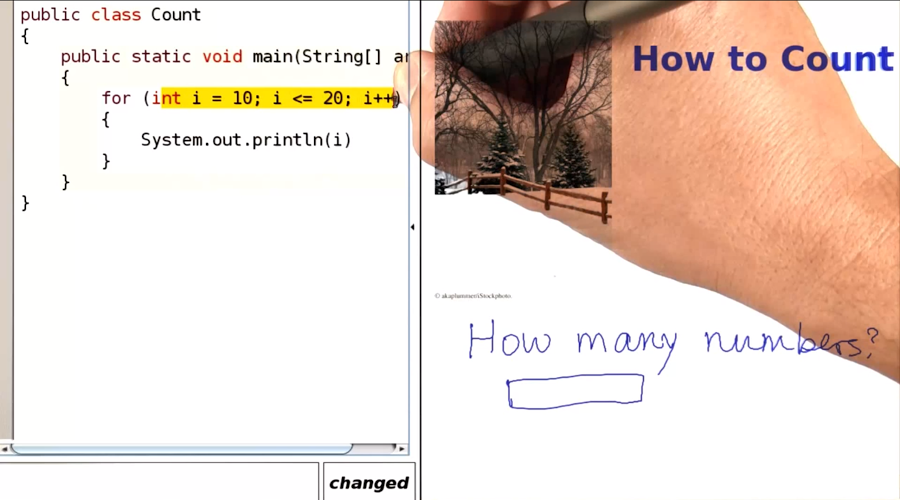 public class Count
{
public static void main(String[] ar
{
for (int i = 10; i <= 20; i++)
{
System.out.println(i)
}
}
}
changed
How to Count
© akaplummer/iStockphoto.
How many numbers?